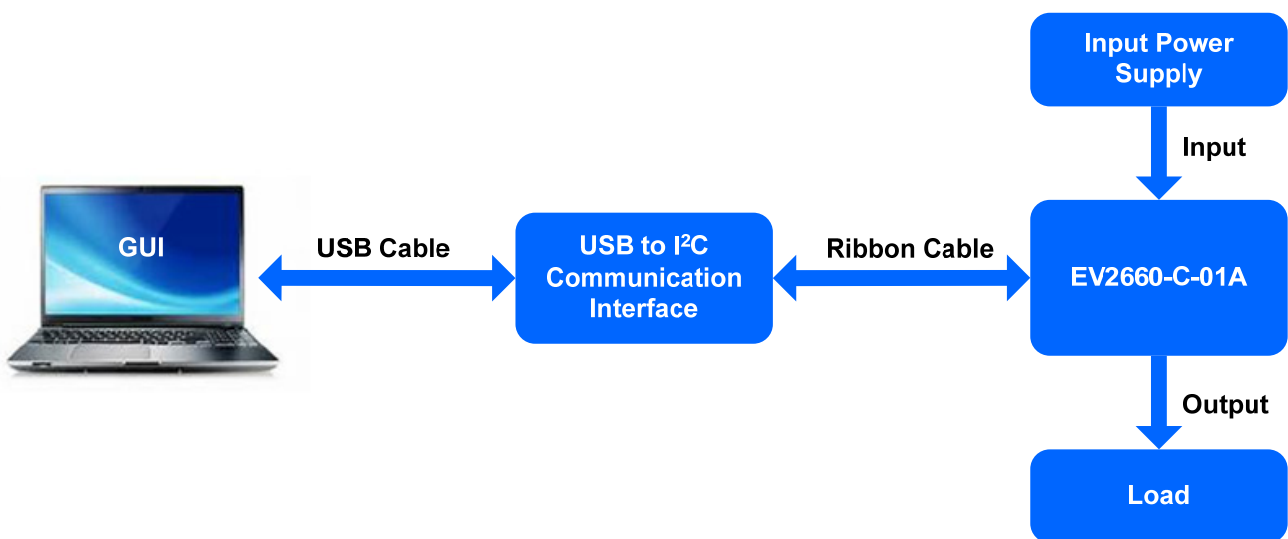 Input Power
Supply
Input
GUI
USB Cable
USB to I²C
Communication
Interface
Ribbon Cable
EV2660-C-01A
Output
Load